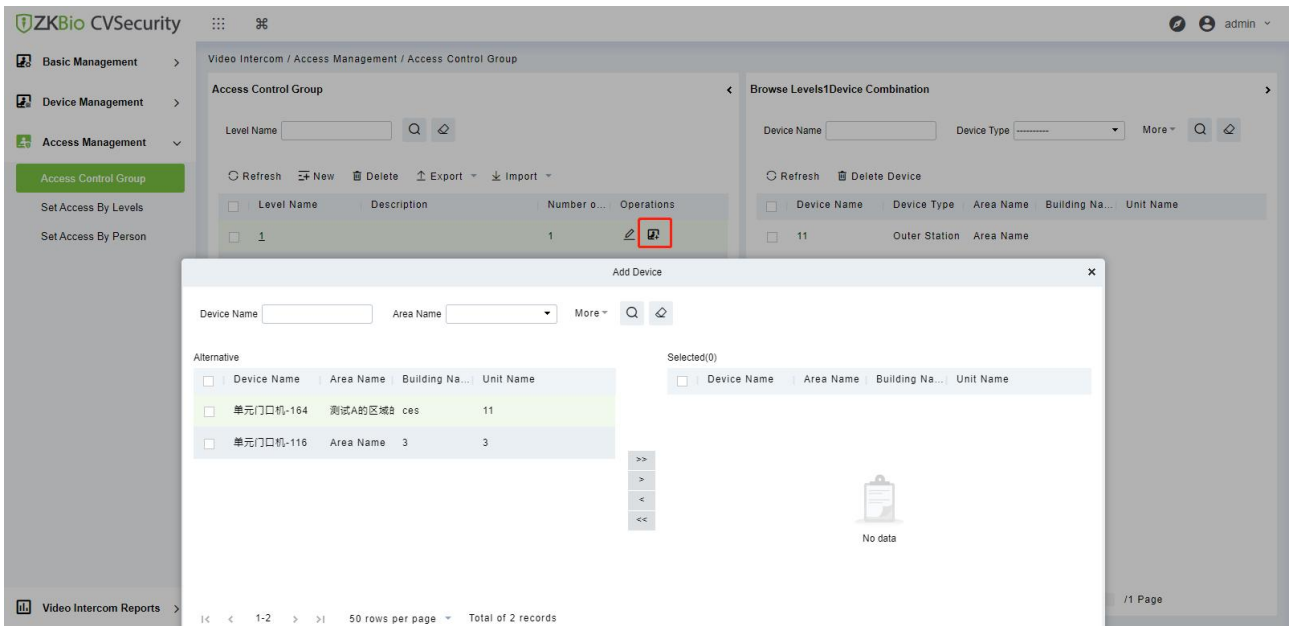 ZKBio CVSecurity
admin
Basic Management
Device Management
Access Management
Access Control Group
Set Access By Levels
Set Access By Person
Video Intercom Reports
Video Intercom / Access Management / Access Control Group
Access Control Group
Level Name
Refresh New Delete Export Import
Level Name Description Number o... Operations
1 1
Browse Levels1Device Combination
Device Name Device Type ---------- More
Refresh Delete Device
Device Name Device Type Area Name Building Na... Unit Name
11 Outer Station Area Name
/1 Page
Add Device
Device Name Area Name More
Alternative
Device Name Area Name Building Na... Unit Name
单元门口机-164 测试A的区域 ces 11
单元门口机-116 Area Name 3 3
>>
>
<
<<
Selected(0)
Device Name Area Name Building Na... Unit Name
No data
|< < 1-2 > >| 50 rows per page Total of 2 records